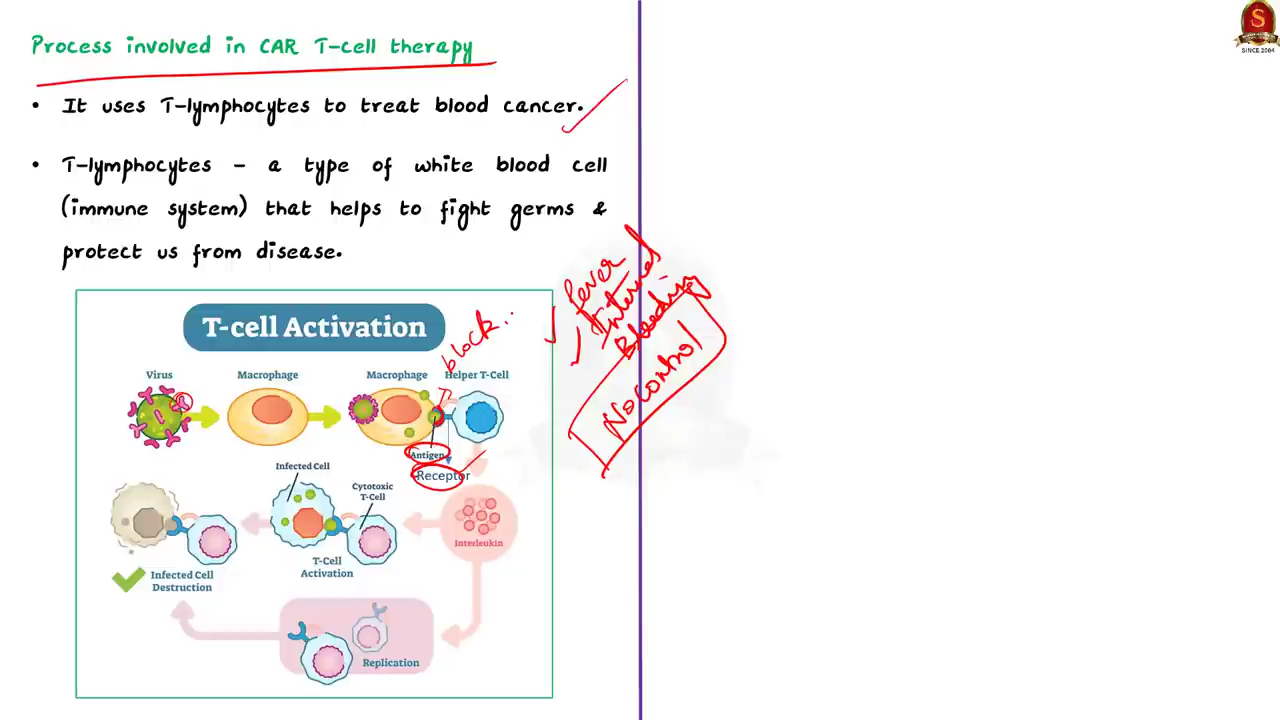 Process involved in CAR T-cell therapy
• It uses T-lymphocytes to treat blood cancer.
• T-lymphocytes - a type of white blood cell
(immune system) that helps to fight germs &
protect us from disease.
T-cell Activation
block..
fever
Internal
Bleeding
No control
Virus
Macrophage
Macrophage
Helper T-Cell
Antigen
Receptor
Infected Cell
Cytotoxic
T-Cell
Interleukin
T-Cell
Activation
Infected Cell
Destruction
Replication
S
SINCE 2004